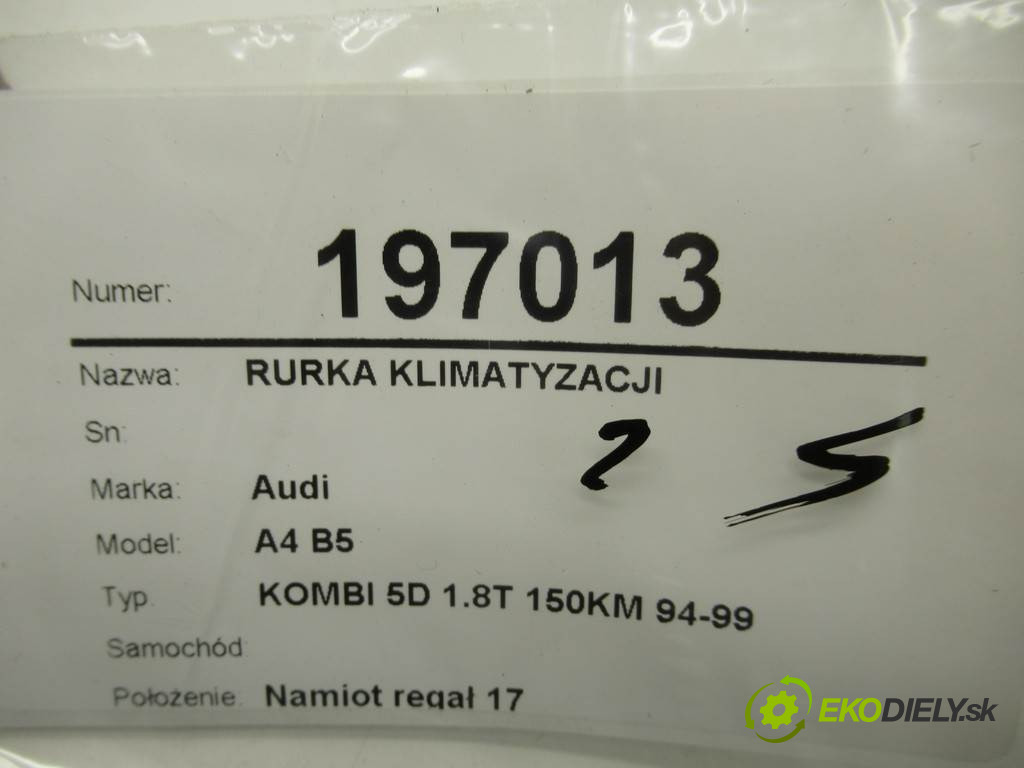 Numer: 197013
Nazwa: RURKA KLIMATYZACJI
Sn:
2 5
Marka: Audi
Model: A4 B5
Typ: KOMBI 5D 1.8T 150KM 94-99
Samochód:
Położenie: Namiot regał 17
EKODIELY.sk